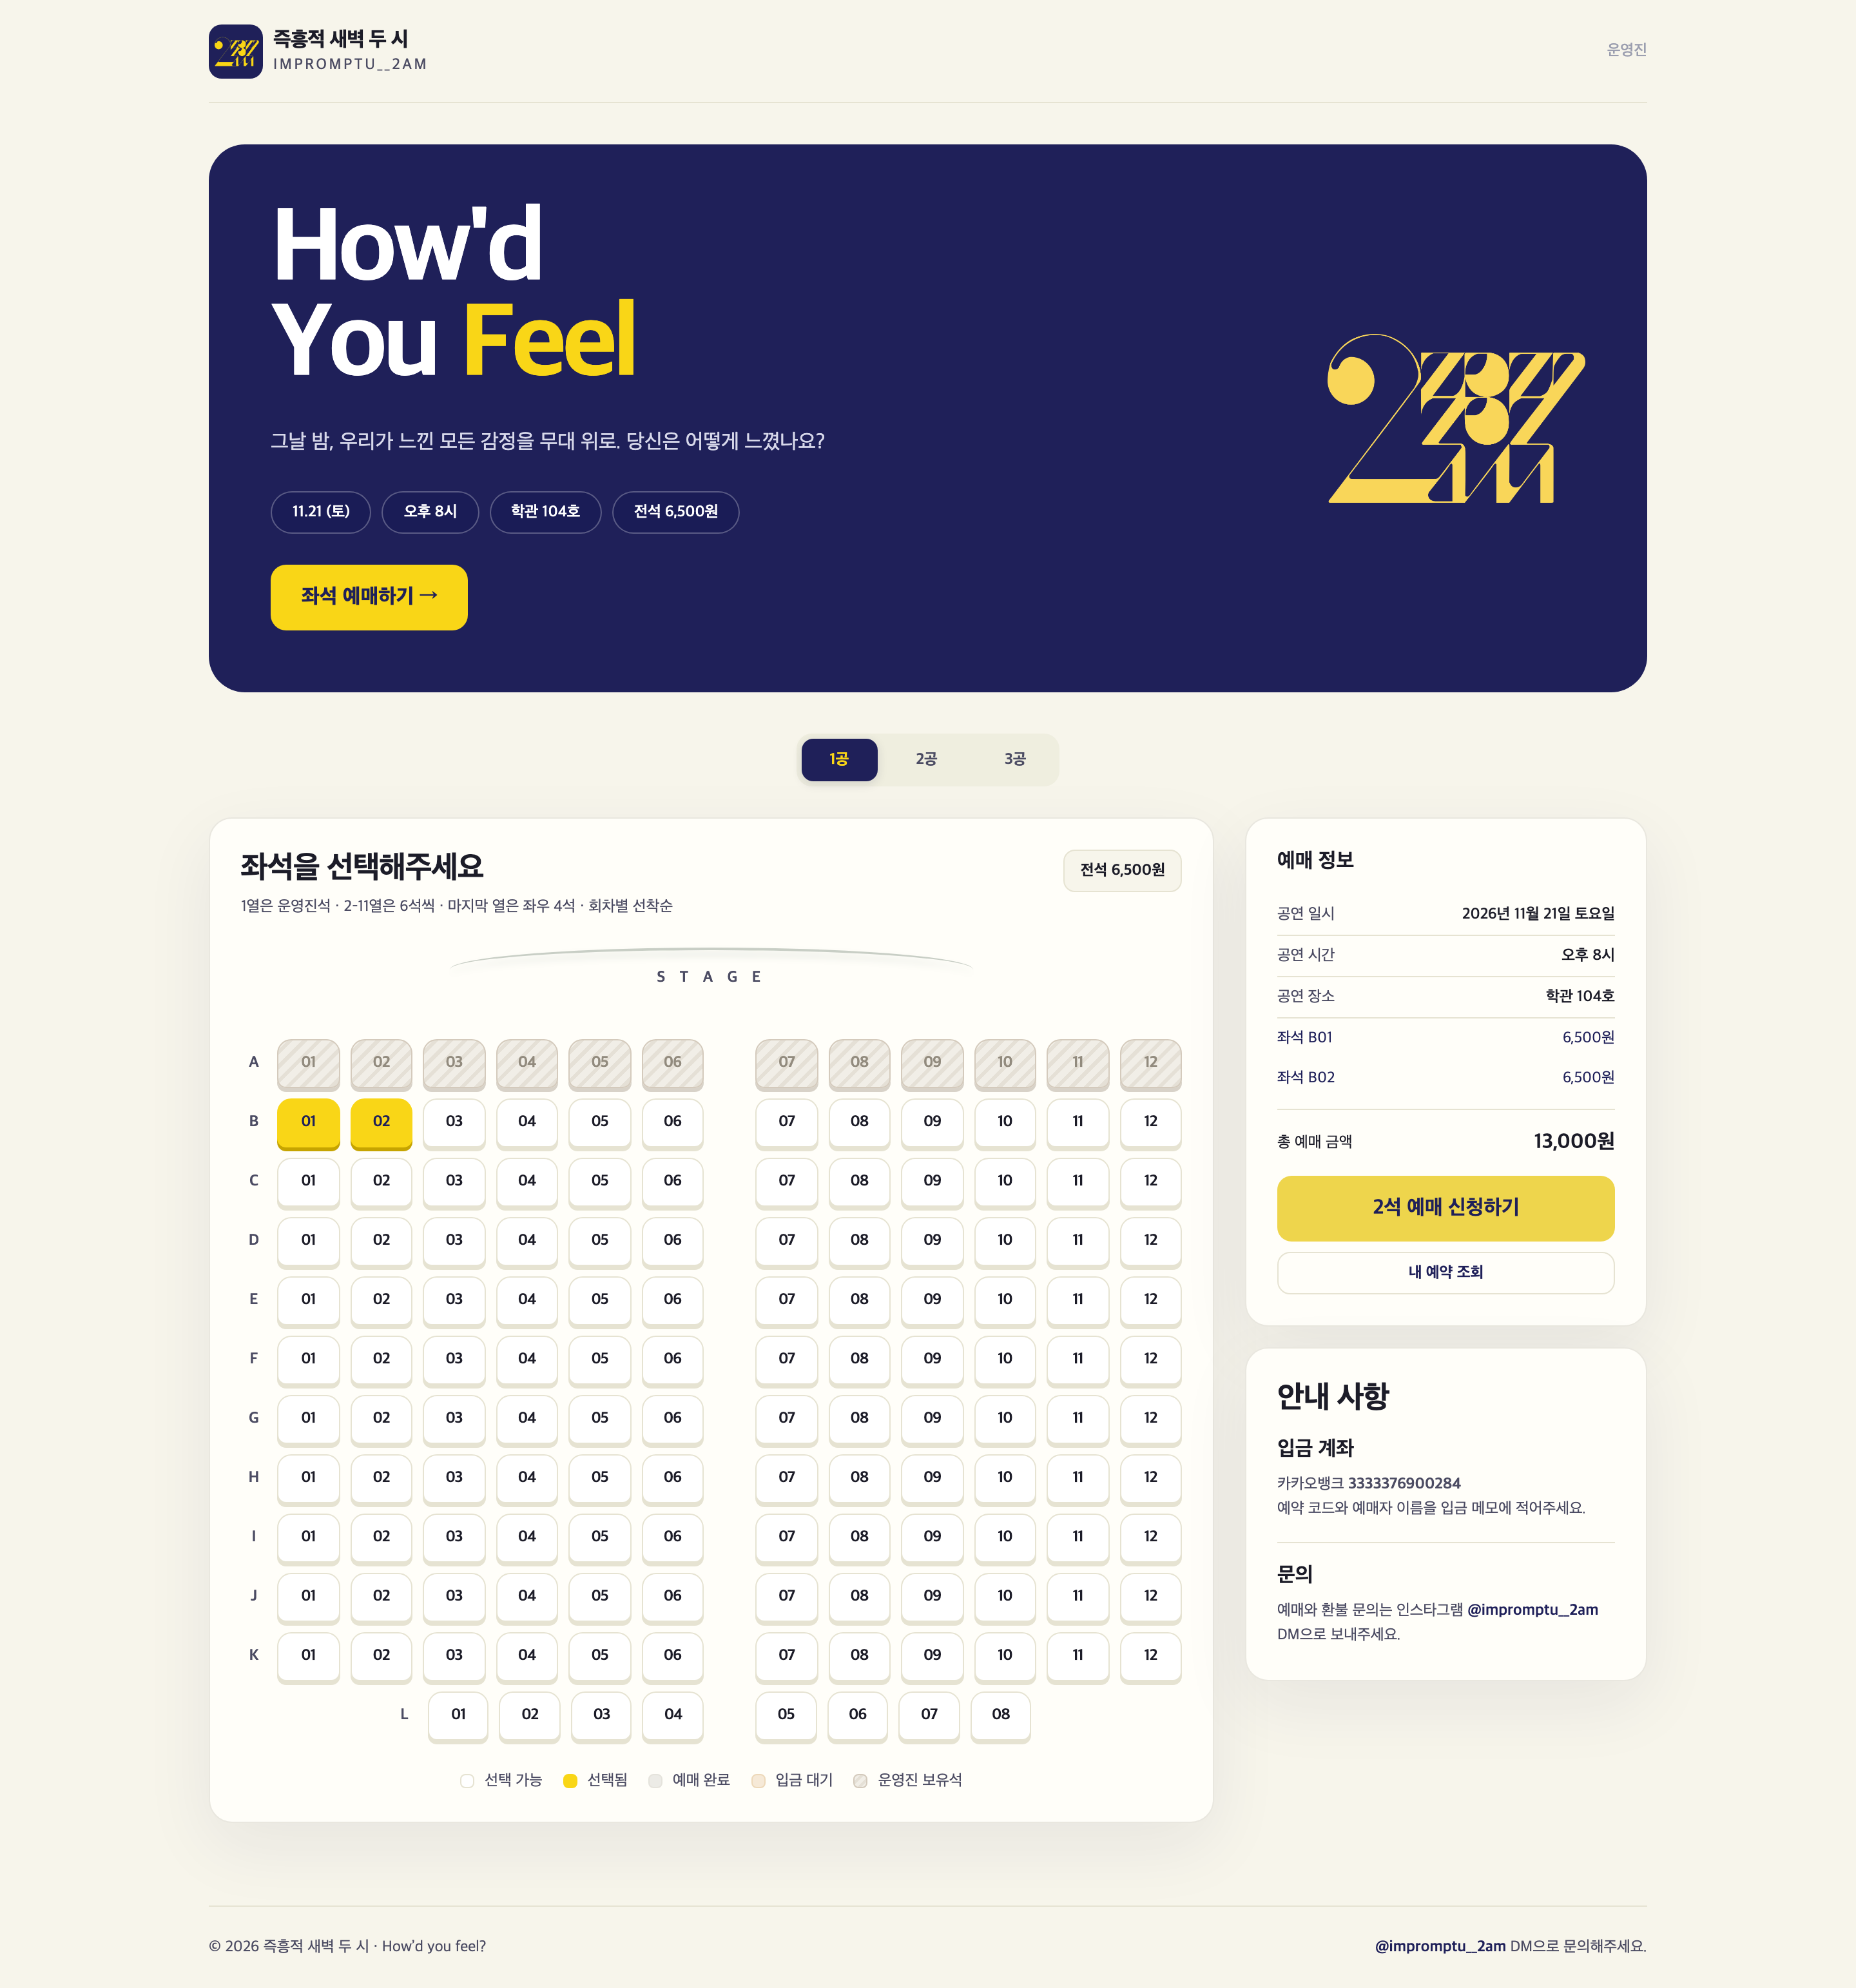 즉흥적 새벽 두 시
IMPROMPTU__2AM
운영진
How'd
You Feel
그날 밤, 우리가 느낀 모든 감정을 무대 위로. 당신은 어떻게 느꼈나요?
11.21 (토) 오후 8시 학관 104호 전석 6,500원
좌석 예매하기 →
2AM
1공 2공 3공
좌석을 선택해주세요
전석 6,500원
1열은 운영진석 · 2-11열은 6석씩 · 마지막 열은 좌우 4석 · 회차별 선착순
STAGE
A 01 02 03 04 05 06 07 08 09 10 11 12
B 01 02 03 04 05 06 07 08 09 10 11 12
C 01 02 03 04 05 06 07 08 09 10 11 12
D 01 02 03 04 05 06 07 08 09 10 11 12
E 01 02 03 04 05 06 07 08 09 10 11 12
F 01 02 03 04 05 06 07 08 09 10 11 12
G 01 02 03 04 05 06 07 08 09 10 11 12
H 01 02 03 04 05 06 07 08 09 10 11 12
I 01 02 03 04 05 06 07 08 09 10 11 12
J 01 02 03 04 05 06 07 08 09 10 11 12
K 01 02 03 04 05 06 07 08 09 10 11 12
L 01 02 03 04 05 06 07 08
선택 가능 선택됨 예매 완료 입금 대기 운영진 보유석
예매 정보
공연 일시 2026년 11월 21일 토요일
공연 시간 오후 8시
공연 장소 학관 104호
좌석 B01 6,500원
좌석 B02 6,500원
총 예매 금액 13,000원
2석 예매 신청하기
내 예약 조회
안내 사항
입금 계좌
카카오뱅크 3333376900284
예약 코드와 예매자 이름을 입금 메모에 적어주세요.
문의
예매와 환불 문의는 인스타그램 @impromptu__2am
DM으로 보내주세요.
© 2026 즉흥적 새벽 두 시 · How'd you feel?
@impromptu__2am DM으로 문의해주세요.